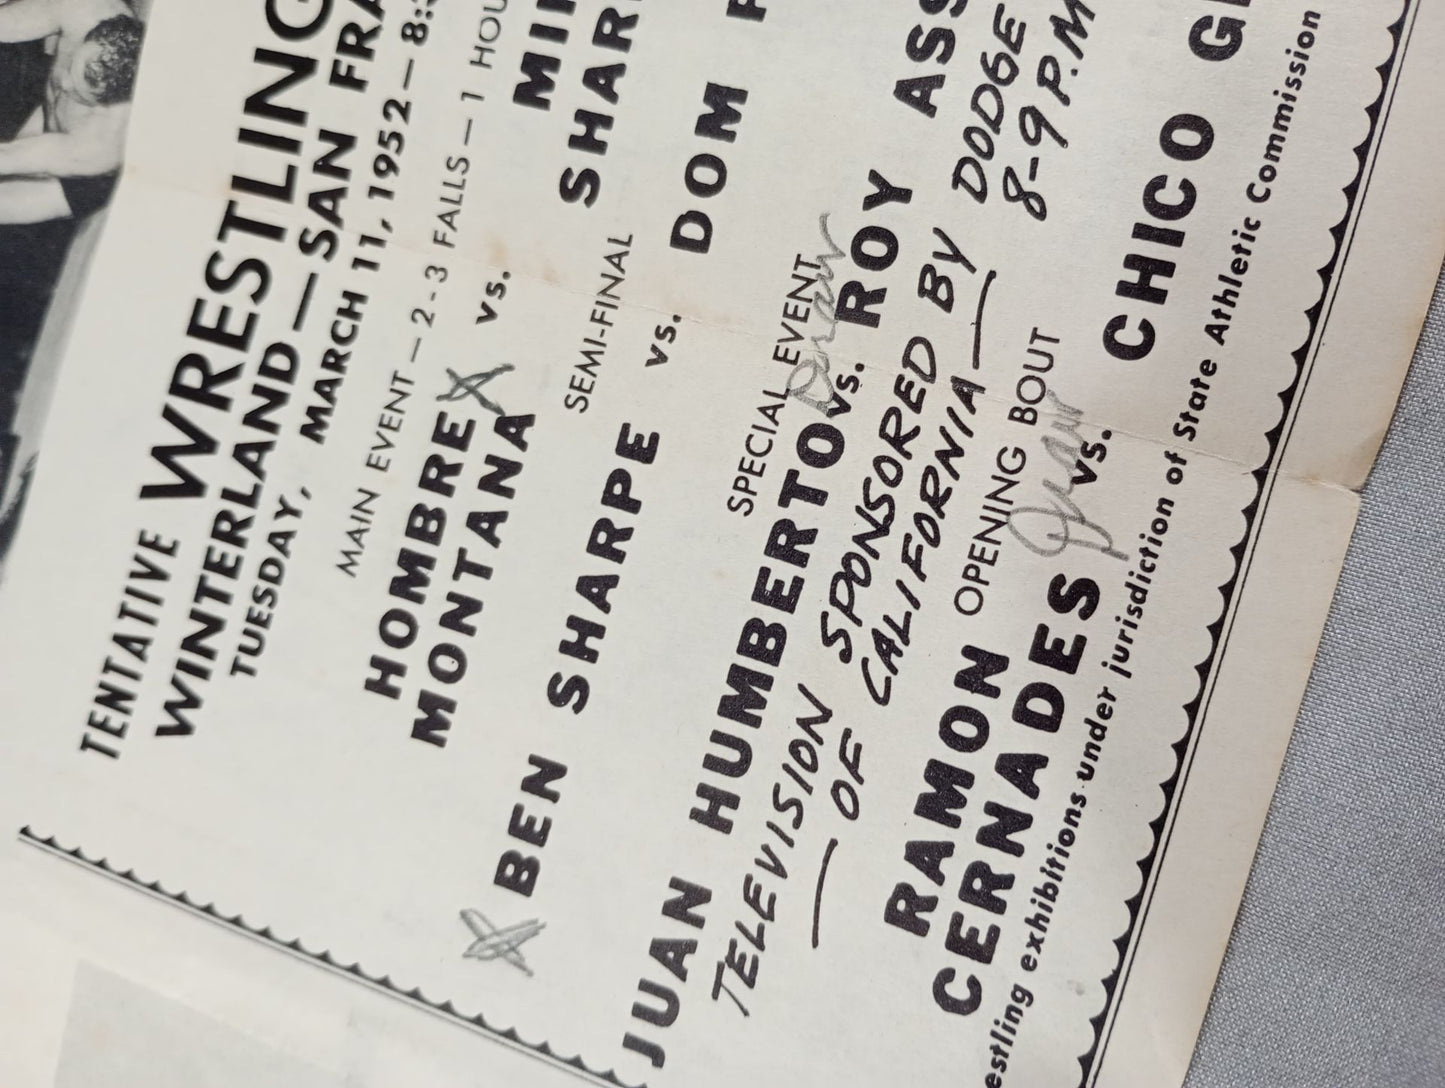 TENTATIVE WRESTLING
WINTERLAND — SAN FRA
TUESDAY, MARCH 11, 1952 — 8:
MAIN EVENT — 2-3 FALLS — 1 HOU
HOMBRE X
MONTANA vs. MI
SHAR
SEMI-FINAL
X BEN SHARPE vs. DOM
SPECIAL EVENT
Draw
JUAN HUMBERTO vs. ROY ASS
TELEVISION SPONSORED BY DODGE
— OF CALIFORNIA — 8-9 P.M
OPENING BOUT
Draw
RAMON
CERNADES vs. CHICO G
estling exhibitions under jurisdiction of State Athletic Commission